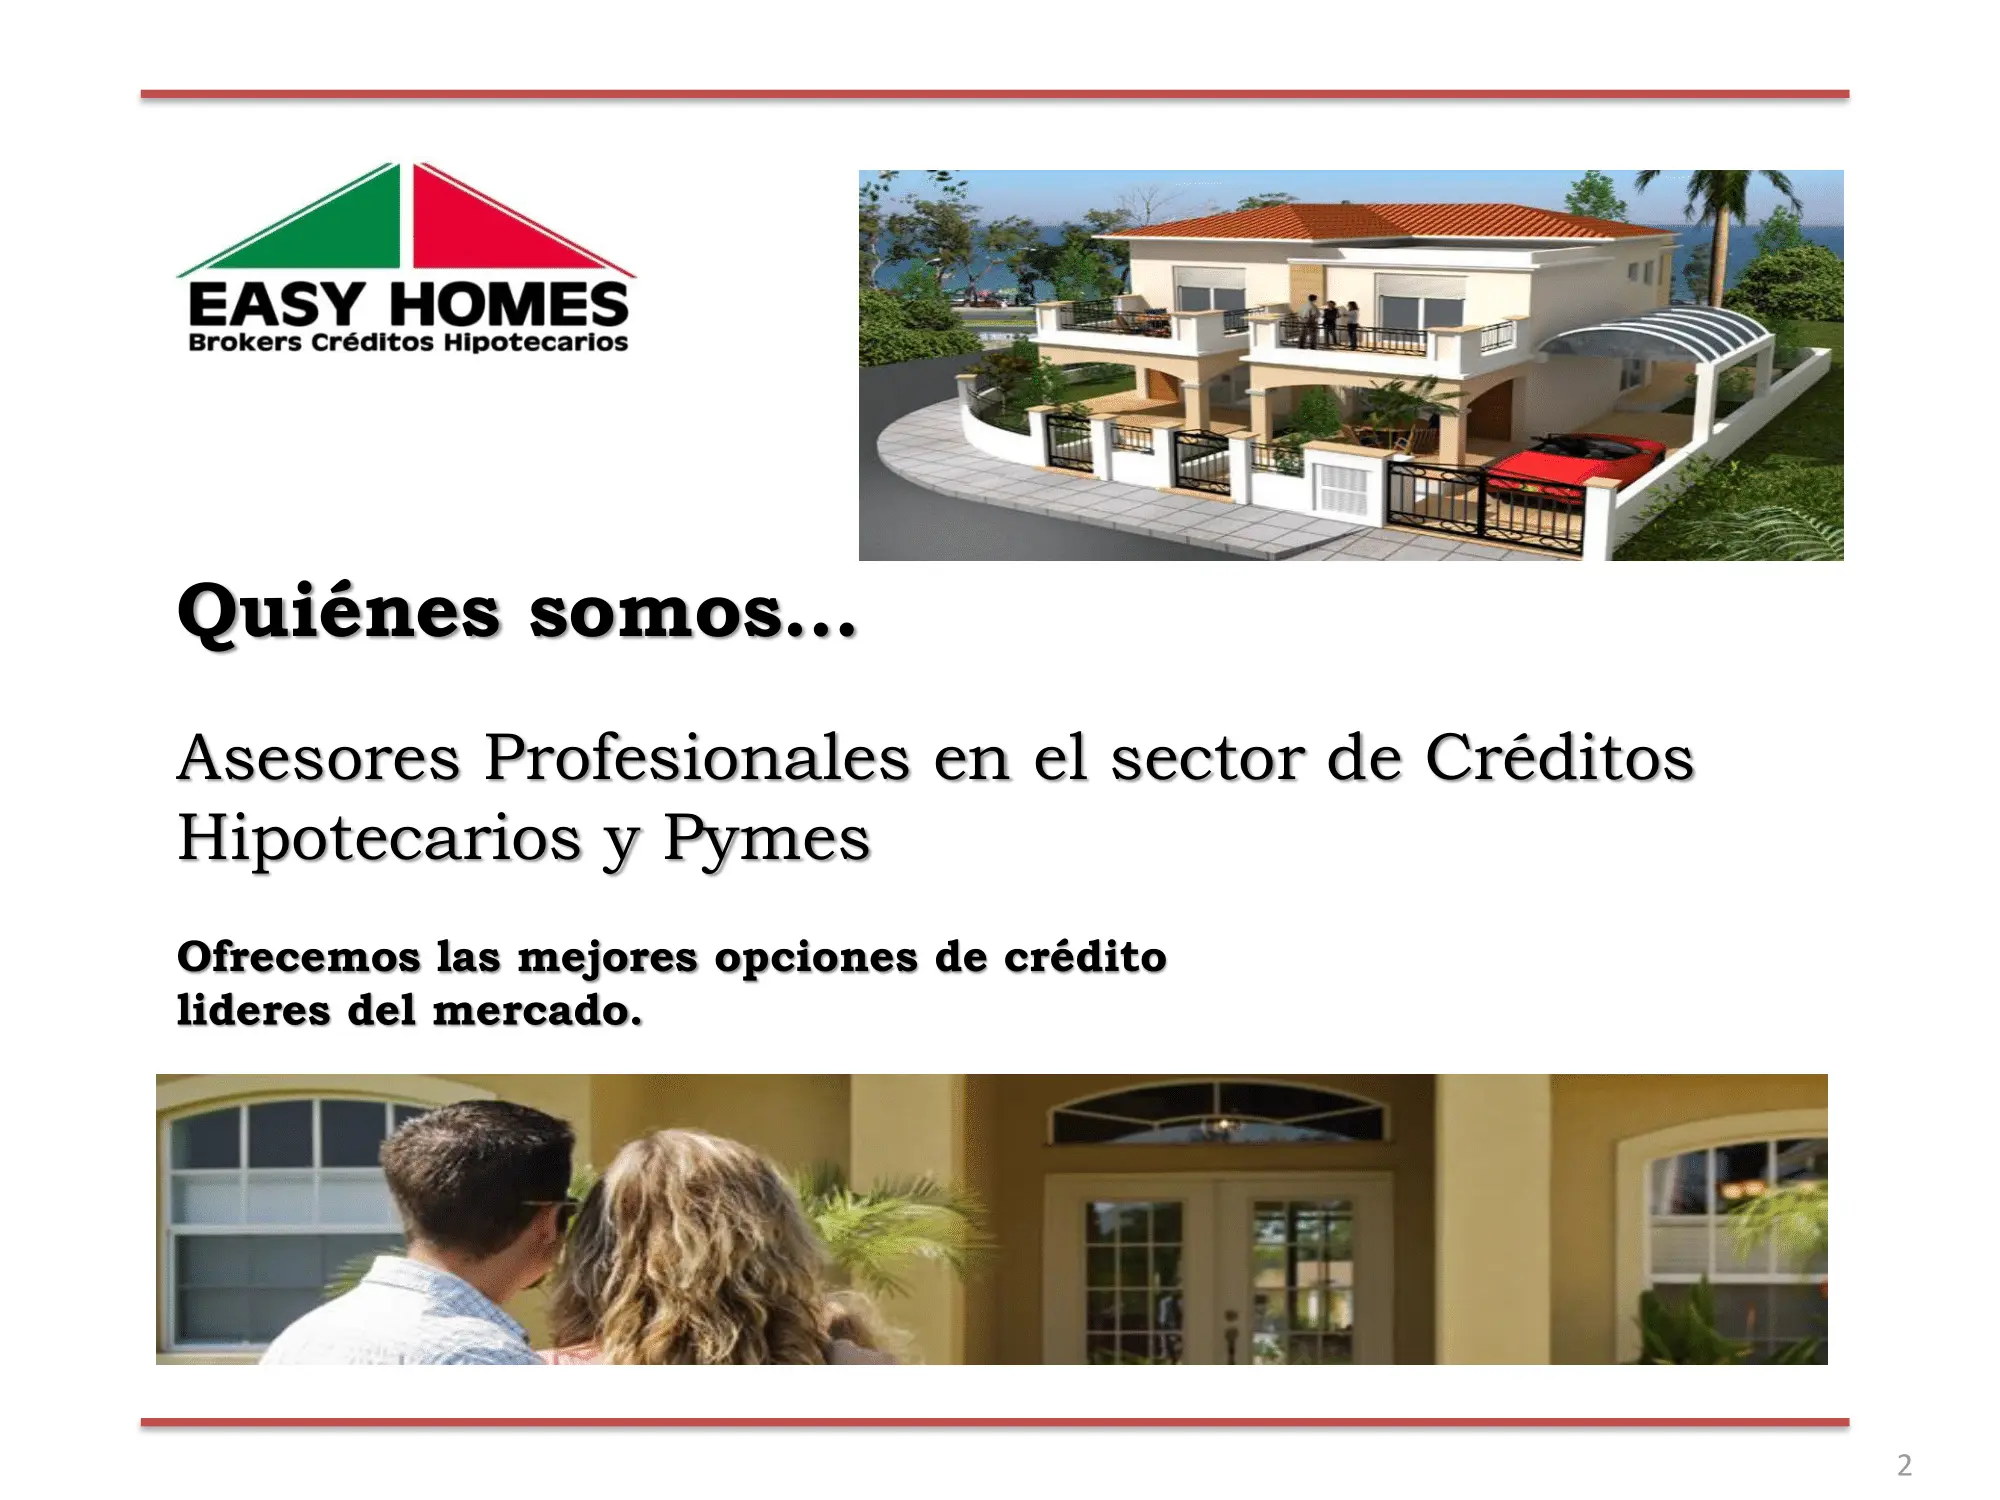 EASY HOMES
Brokers Créditos Hipotecarios
Quiénes somos...
Asesores Profesionales en el sector de Créditos
Hipotecarios y Pymes
Ofrecemos las mejores opciones de crédito
lideres del mercado.
2